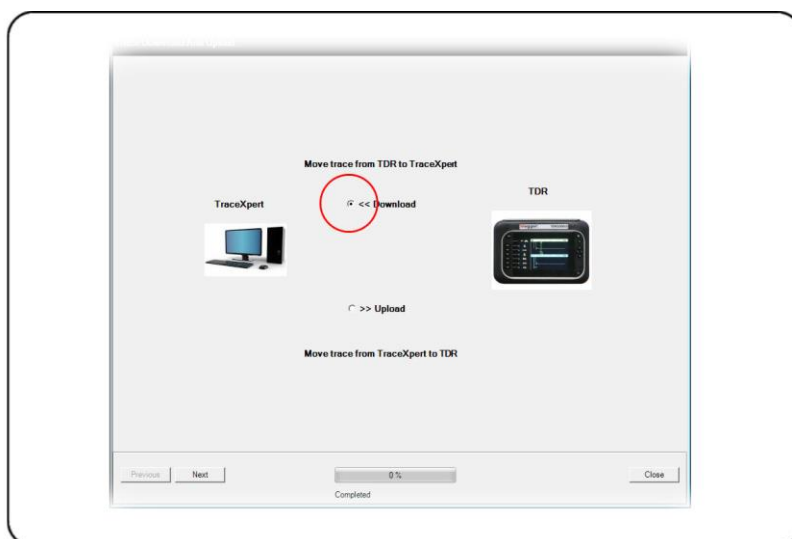 Move trace from TDR to TraceXpert
TraceXpert
<< Download
TDR
>> Upload
Move trace from TraceXpert to TDR
Previous
Next
0 %
Close
Completed